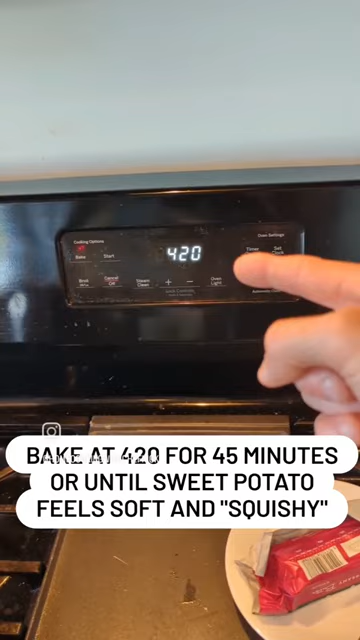 Cooking Options
Oven Settings
Bake
Start
420
Timer
Set
Clock
Broil
Cancel
Off
Steam
Clean
+
−
Oven
Light
BAKE AT 420 FOR 45 MINUTES
OR UNTIL SWEET POTATO
FEELS SOFT AND "SQUISHY"